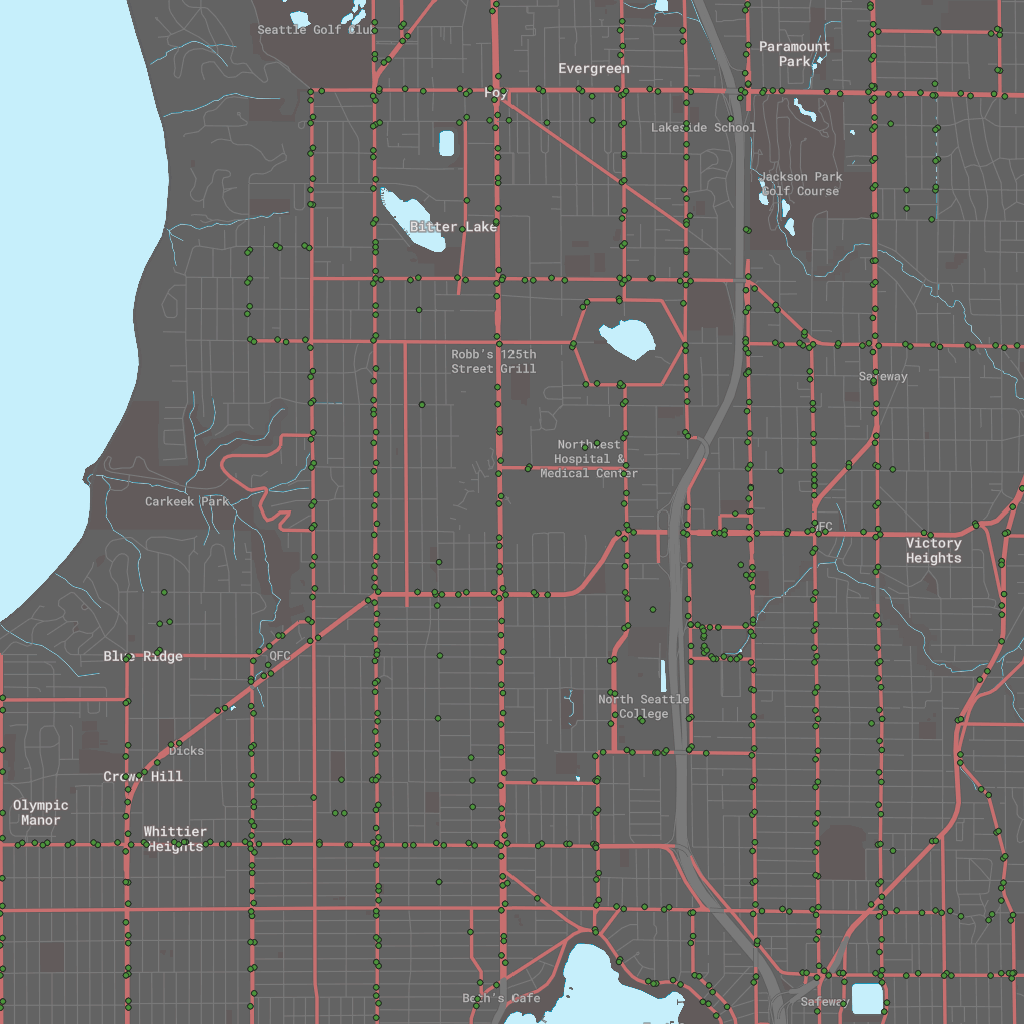 Seattle Golf Clu
Paramount
Park
Evergreen
Foy
Lakeside School
Jackson Park
Golf Course
Bitter Lake
Robb's 125th
Street Grill
Safeway
Northwest
Hospital &
Medical Center
Carkeek Park
QFC
Victory
Heights
Blue Ridge
QFC
North Seattle
College
Dicks
Crown Hill
Olympic
Manor
Whittier
Heights
Beth's Cafe
Safeway